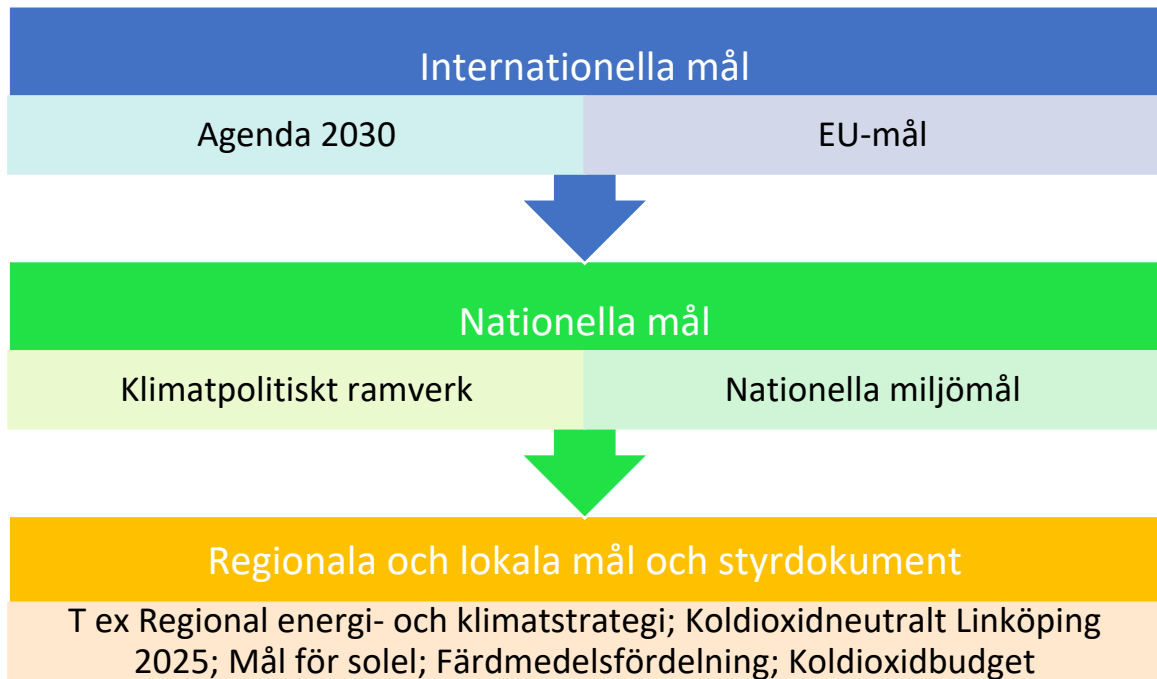 Internationella mål
Agenda 2030
EU-mål
Nationella mål
Klimatpolitiskt ramverk
Nationella miljömål
Regionala och lokala mål och styrdokument
T ex Regional energi- och klimatstrategi; Koldioxidneutralt Linköping
2025; Mål för solel; Färdmedelsfördelning; Koldioxidbudget